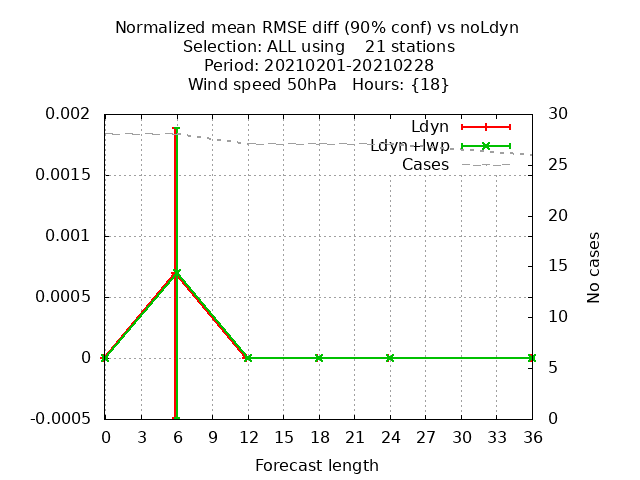 Normalized mean RMSE diff (90% conf) vs noLdyn
Selection: ALL using    21 stations
Period: 20210201-20210228
Wind speed 50hPa   Hours: {18}
0.002
0.0015
0.001
0.0005
0
-0.0005
Ldyn
Ldyn+lwp
Cases
30
25
20
15
10
5
0
No cases
0 3 6 9 12 15 18 21 24 27 30 33 36
Forecast length